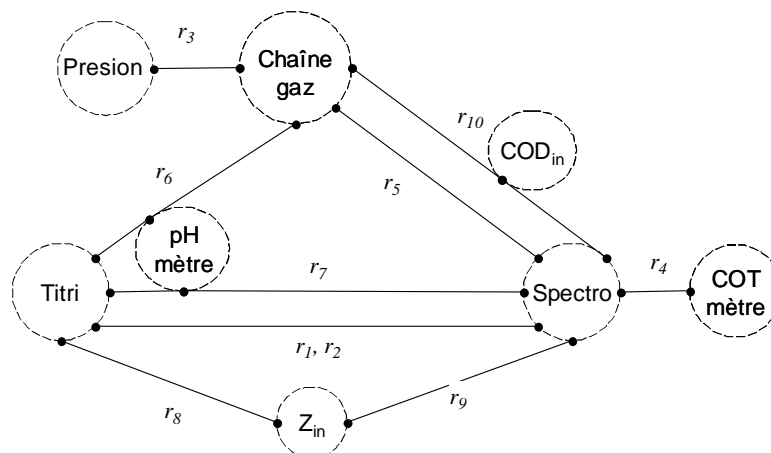 r3
Presion
Chaîne
gaz
r10
CODin
r6
r5
pH
mètre
r7
r4
Titri
Spectro
COT
mètre
r1, r2
r8
Zin
r9